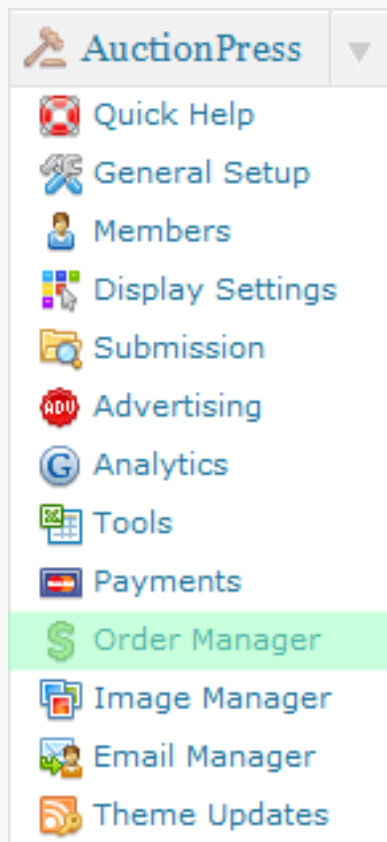 AuctionPress
Quick Help
General Setup
Members
Display Settings
Submission
ADV
Advertising
G
Analytics
Tools
Payments
$
Order Manager
Image Manager
Email Manager
Theme Updates